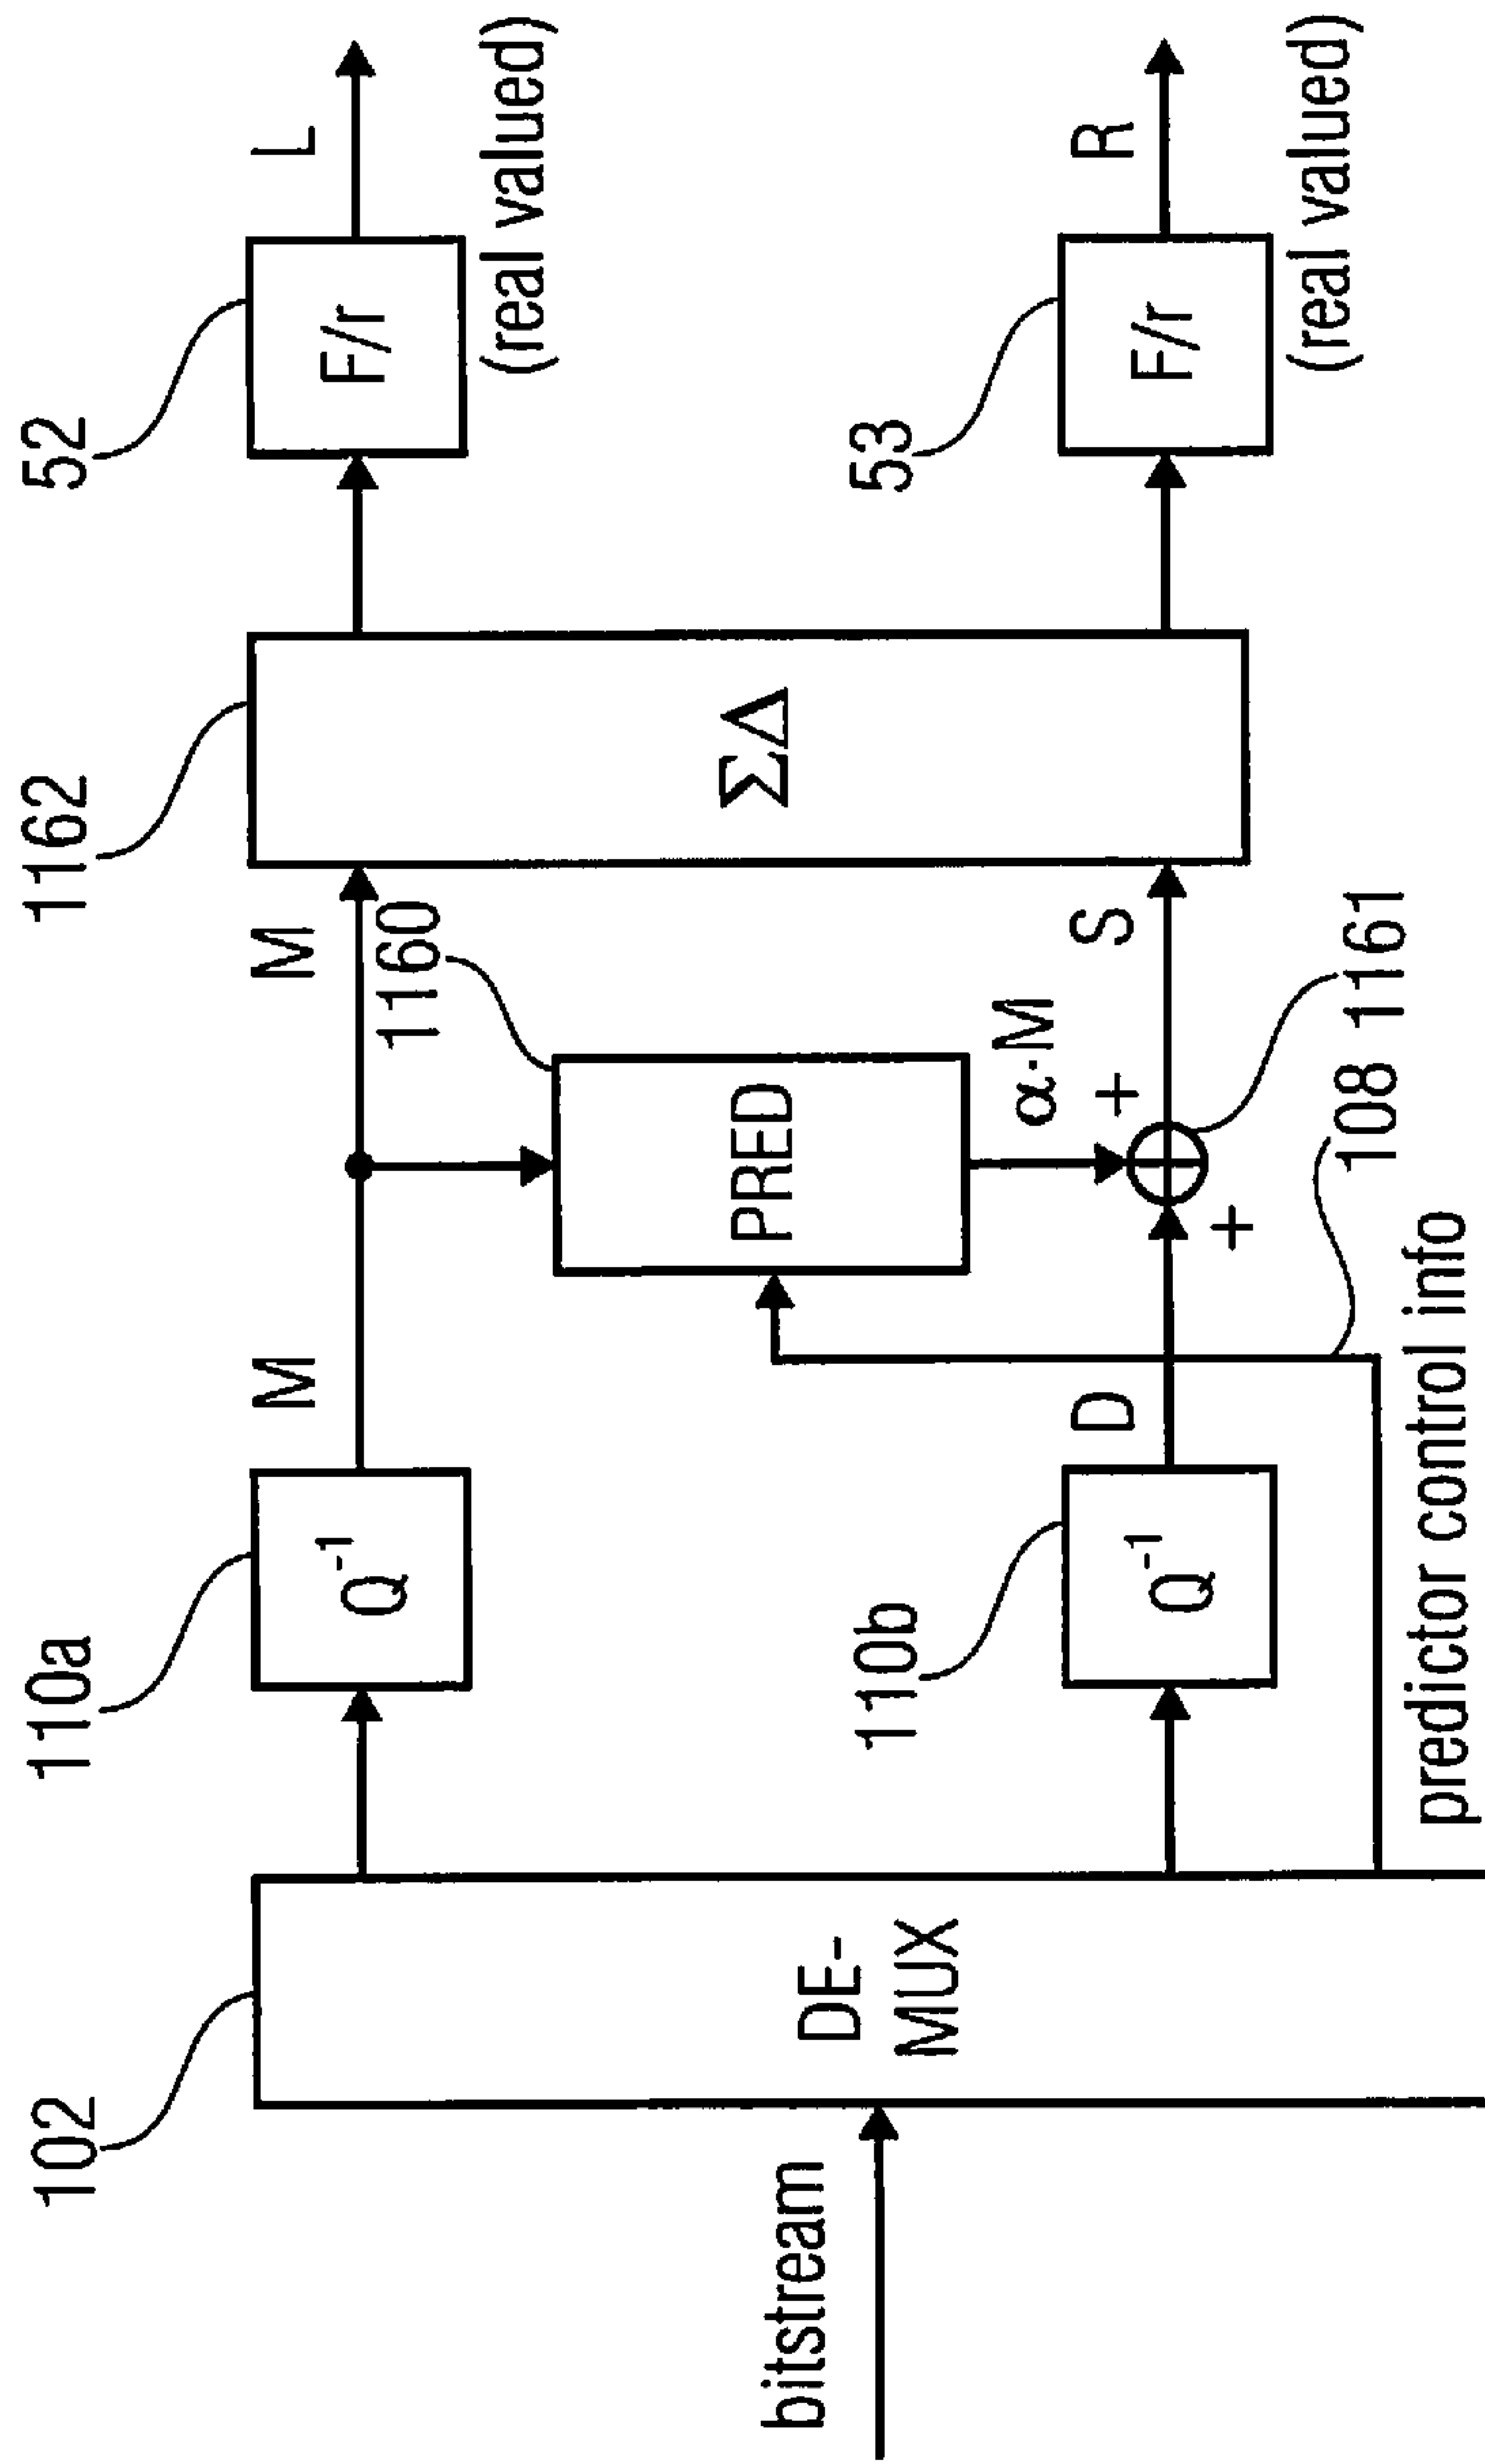 bitstream
102
DE-
MUX
110a
Q⁻¹
M
110b
Q⁻¹
D
predictor control info
108
1160
PRED
α·M
+
+
1161
M
S
1162
ΣΔ
52
F/r
L
(real valued)
53
F/r
R
(real valued)